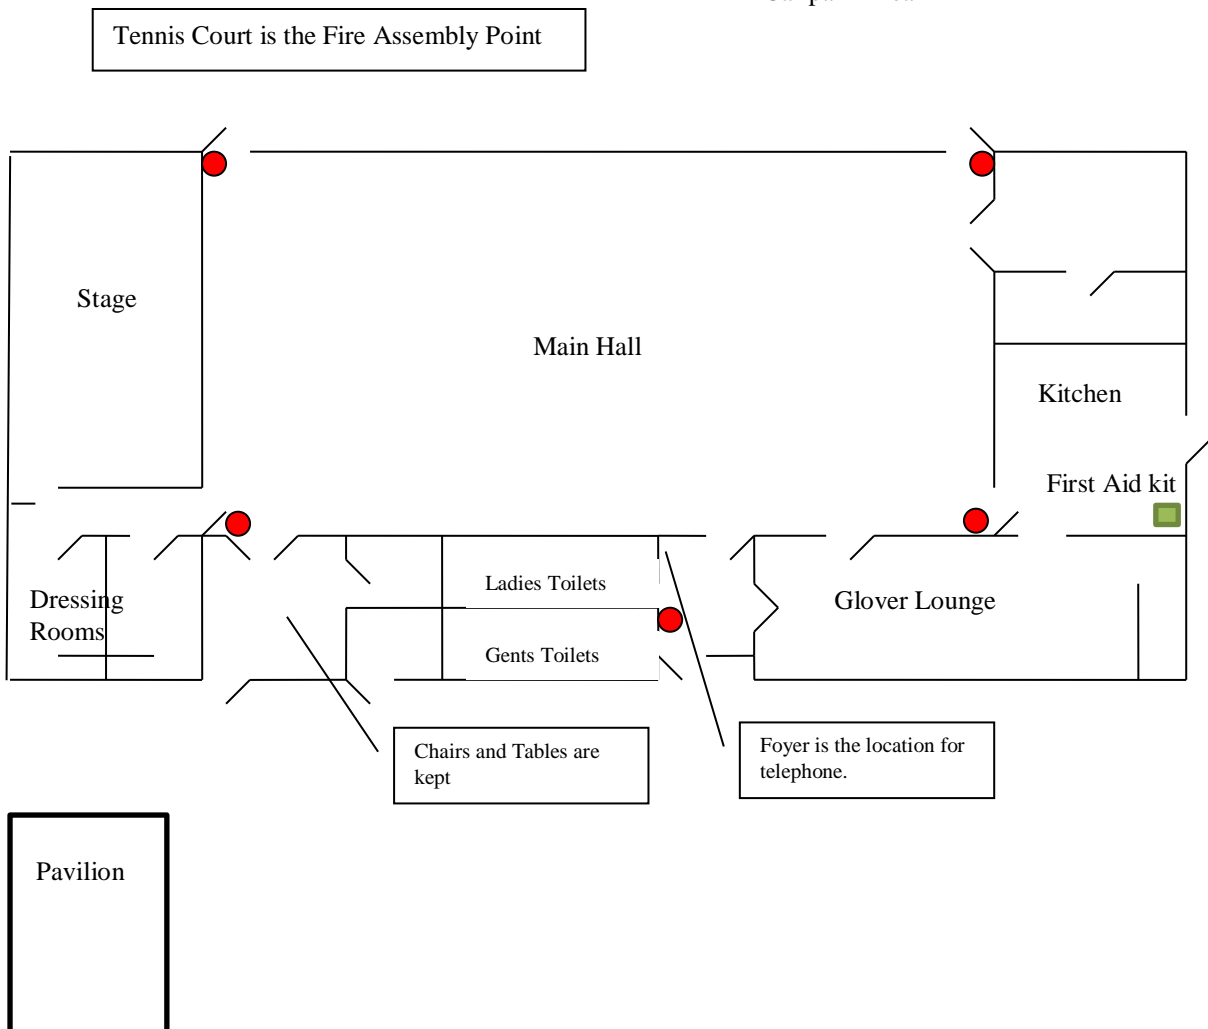 Tennis Court is the Fire Assembly Point
Stage
Main Hall
Kitchen
First Aid kit
Dressing
Rooms
Ladies Toilets
Gents Toilets
Glover Lounge
Chairs and Tables are
kept
Foyer is the location for
telephone.
Pavilion